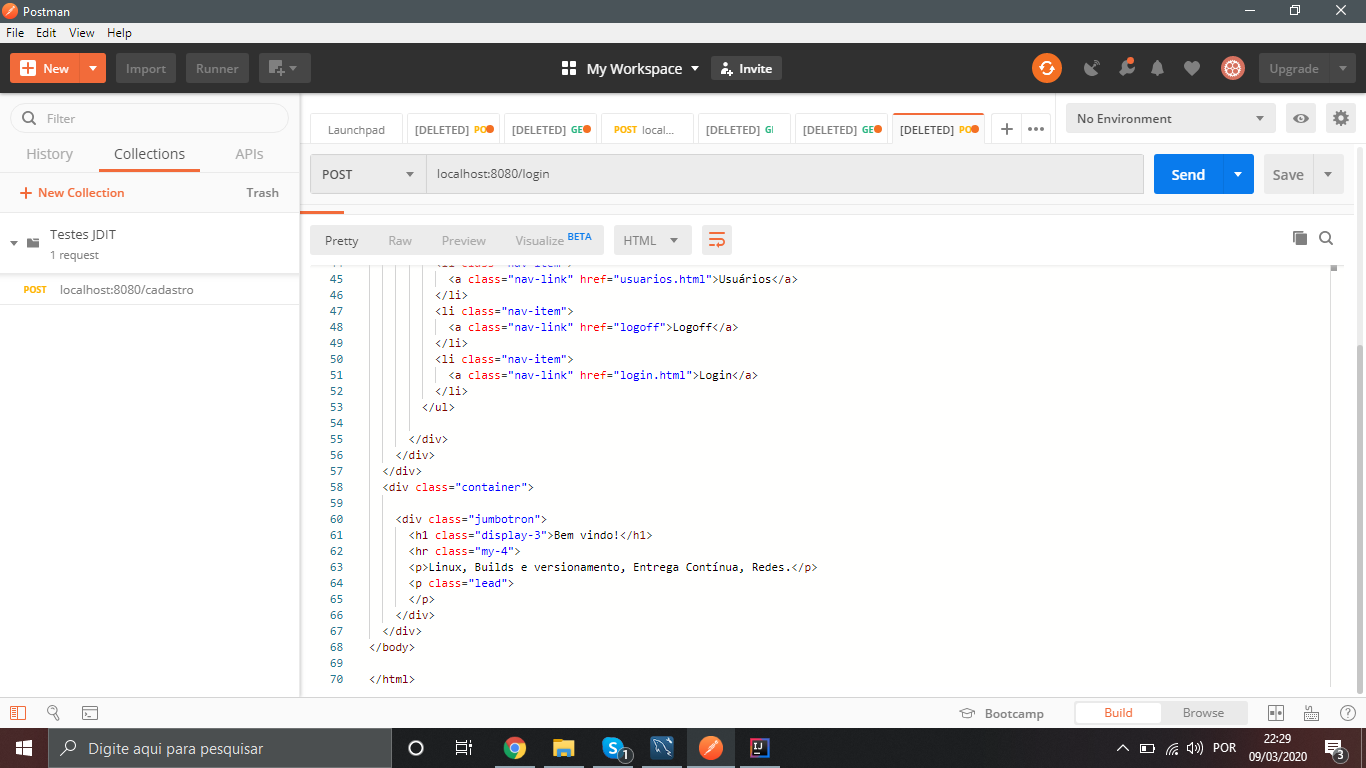 Postman
File Edit View Help
New Import Runner My Workspace Invite Upgrade
Filter
History Collections APIs
New Collection Trash
Testes JDIT
1 request
POST localhost:8080/cadastro
Launchpad [DELETED] PO [DELETED] GE POST local... [DELETED] GI [DELETED] GE [DELETED] PO No Environment
POST localhost:8080/login Send Save
Pretty Raw Preview Visualize BETA HTML
45 <a class="nav-link" href="usuarios.html">Usuários</a>
46 </li>
47 <li class="nav-item">
48 <a class="nav-link" href="logoff">Logoff</a>
49 </li>
50 <li class="nav-item">
51 <a class="nav-link" href="login.html">Login</a>
52 </li>
53 </ul>
54
55 </div>
56 </div>
57 </div>
58 <div class="container">
59
60 <div class="jumbotron">
61 <h1 class="display-3">Bem vindo!</h1>
62 <hr class="my-4">
63 <p>Linux, Builds e versionamento, Entrega Contínua, Redes.</p>
64 <p class="lead">
65 </p>
66 </div>
67 </div>
68 </body>
69
70 </html>
Bootcamp Build Browse
Digite aqui para pesquisar
1
POR
22:29
09/03/2020
3